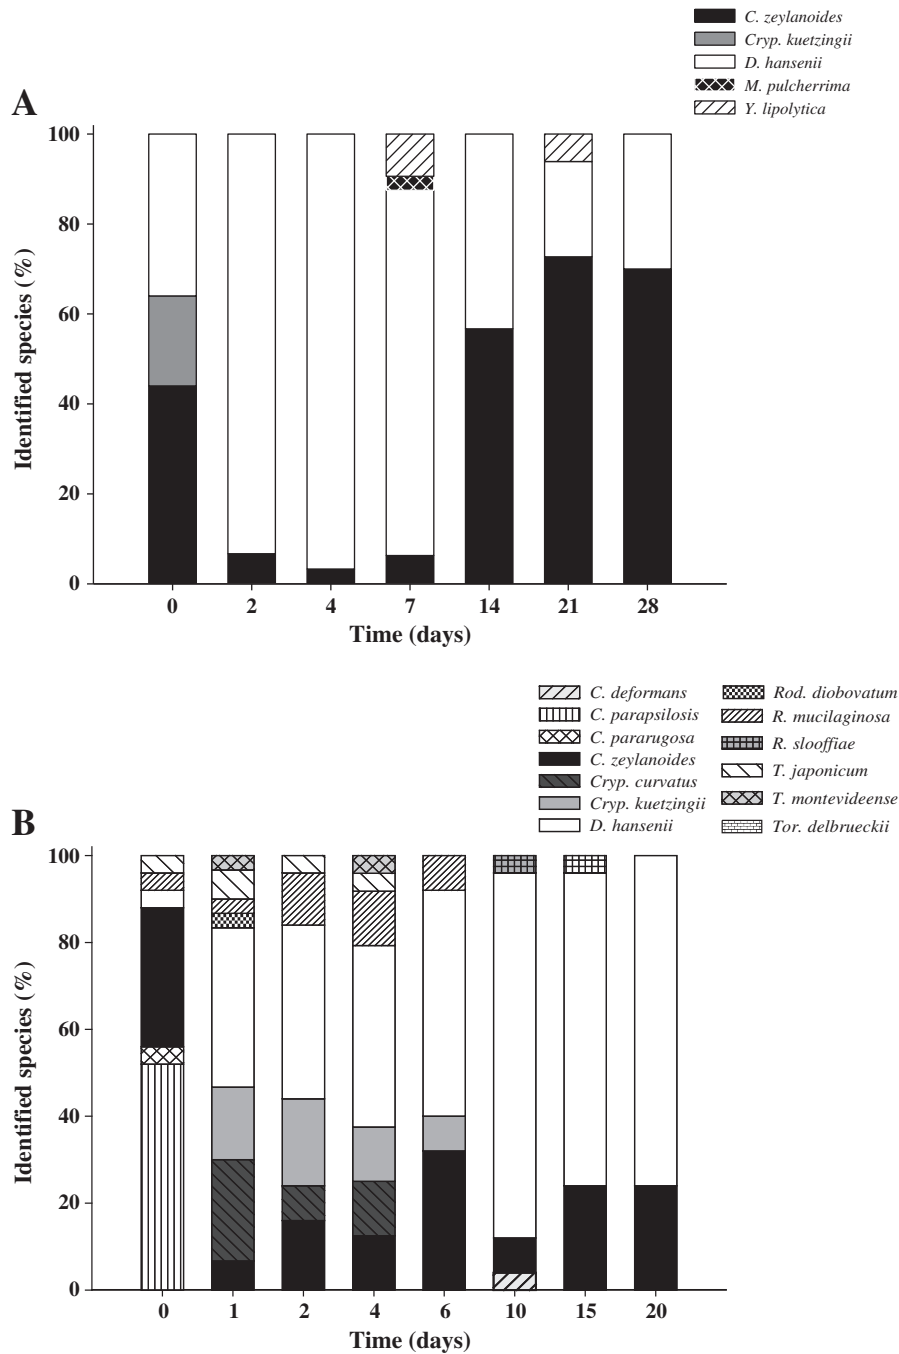 C. zeylanoides
Cryp. kuetzingii
D. hansenii
M. pulcherrima
Y. lipolytica
A
100
80
60
40
20
0
Identified species (%)
0 2 4 7 14 21 28
Time (days)
C. deformans
C. parapsilosis
C. pararugosa
C. zeylanoides
Cryp. curvatus
Cryp. kuetzingii
D. hansenii
Rod. diobovatum
R. mucilaginosa
R. slooffiae
T. japonicum
T. montevideense
Tor. delbrueckii
B
100
80
60
40
20
0
Identified species (%)
0 1 2 4 6 10 15 20
Time (days)